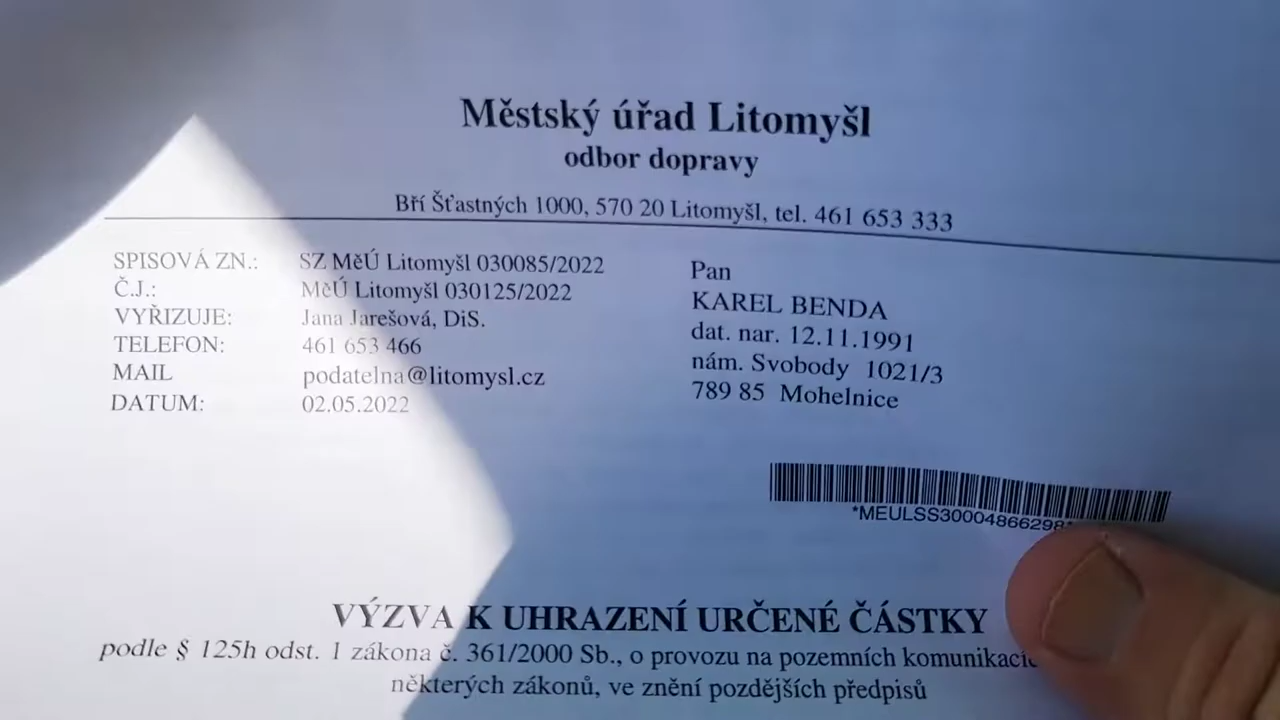 Městský úřad Litomyšl
odbor dopravy
Bří Šťastných 1000, 570 20 Litomyšl, tel. 461 653 333
SPISOVÁ ZN.: SZ MěÚ Litomyšl 030085/2022
Č.J.: MěÚ Litomyšl 030125/2022
VYŘIZUJE: Jana Jarešová, DiS.
TELEFON: 461 653 466
MAIL podatelna@litomysl.cz
DATUM: 02.05.2022
Pan
KAREL BENDA
dat. nar. 12.11.1991
nám. Svobody 1021/3
789 85 Mohelnice
*MEULSS30004866298*
VÝZVA K UHRAZENÍ URČENÉ ČÁSTKY
podle § 125h odst. 1 zákona č. 361/2000 Sb., o provozu na pozemních
některých zákonů, ve znění pozdějších předpisů